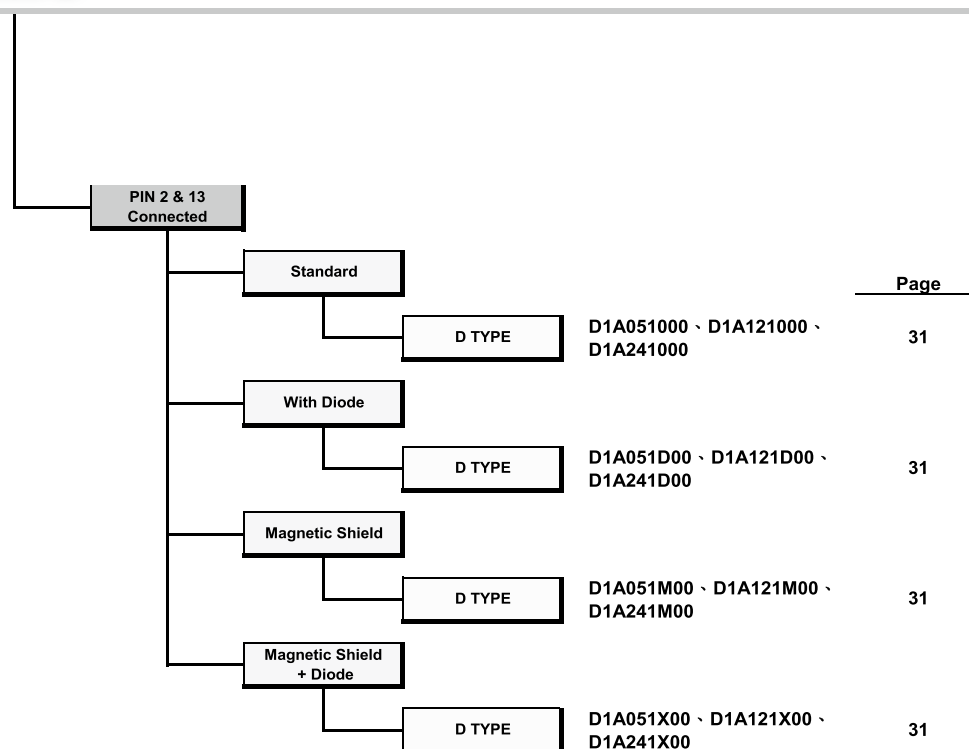 PIN 2 & 13
Connected
Standard
Page
D TYPE
D1A051000、D1A121000、
D1A241000
31
With Diode
D TYPE
D1A051D00、D1A121D00、
D1A241D00
31
Magnetic Shield
D TYPE
D1A051M00、D1A121M00、
D1A241M00
31
Magnetic Shield
+ Diode
D TYPE
D1A051X00、D1A121X00、
D1A241X00
31